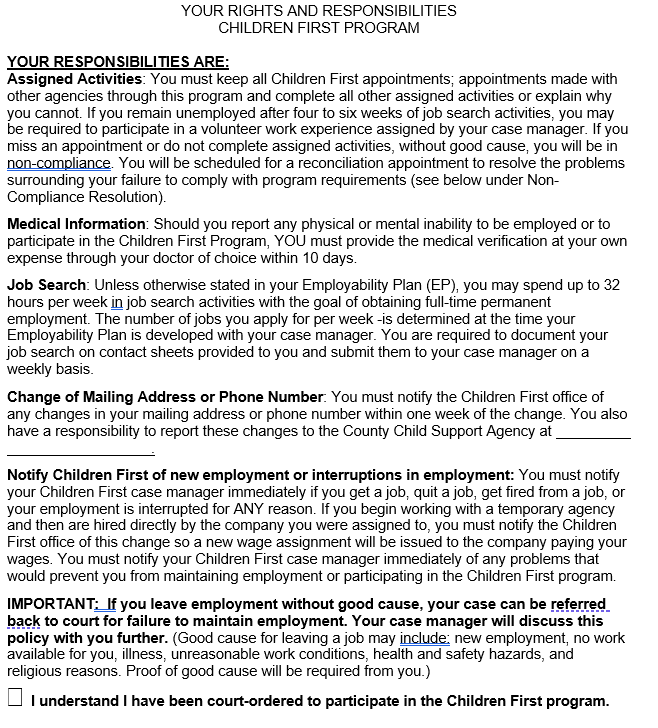 YOUR RIGHTS AND RESPONSIBILITIES
CHILDREN FIRST PROGRAM
YOUR RESPONSIBILITIES ARE:
Assigned Activities: You must keep all Children First appointments; appointments made with
other agencies through this program and complete all other assigned activities or explain why
you cannot. If you remain unemployed after four to six weeks of job search activities, you may
be required to participate in a volunteer work experience assigned by your case manager. If you
miss an appointment or do not complete assigned activities, without good cause, you will be in
non-compliance. You will be scheduled for a reconciliation appointment to resolve the problems
surrounding your failure to comply with program requirements (see below under Non-
Compliance Resolution).
Medical Information: Should you report any physical or mental inability to be employed or to
participate in the Children First Program, YOU must provide the medical verification at your own
expense through your doctor of choice within 10 days.
Job Search: Unless otherwise stated in your Employability Plan (EP), you may spend up to 32
hours per week in job search activities with the goal of obtaining full-time permanent
employment. The number of jobs you apply for per week -is determined at the time your
Employability Plan is developed with your case manager. You are required to document your
job search on contact sheets provided to you and submit them to your case manager on a
weekly basis.
Change of Mailing Address or Phone Number: You must notify the Children First office of
any changes in your mailing address or phone number within one week of the change. You also
have a responsibility to report these changes to the County Child Support Agency at _________
__________________.
Notify Children First of new employment or interruptions in employment: You must notify
your Children First case manager immediately if you get a job, quit a job, get fired from a job, or
your employment is interrupted for ANY reason. If you begin working with a temporary agency
and then are hired directly by the company you were assigned to, you must notify the Children
First office of this change so a new wage assignment will be issued to the company paying your
wages. You must notify your Children First case manager immediately of any problems that
would prevent you from maintaining employment or participating in the Children First program.
IMPORTANT: If you leave employment without good cause, your case can be referred
back to court for failure to maintain employment. Your case manager will discuss this
policy with you further. (Good cause for leaving a job may include: new employment, no work
available for you, illness, unreasonable work conditions, health and safety hazards, and
religious reasons. Proof of good cause will be required from you.)
☐ I understand I have been court-ordered to participate in the Children First program.